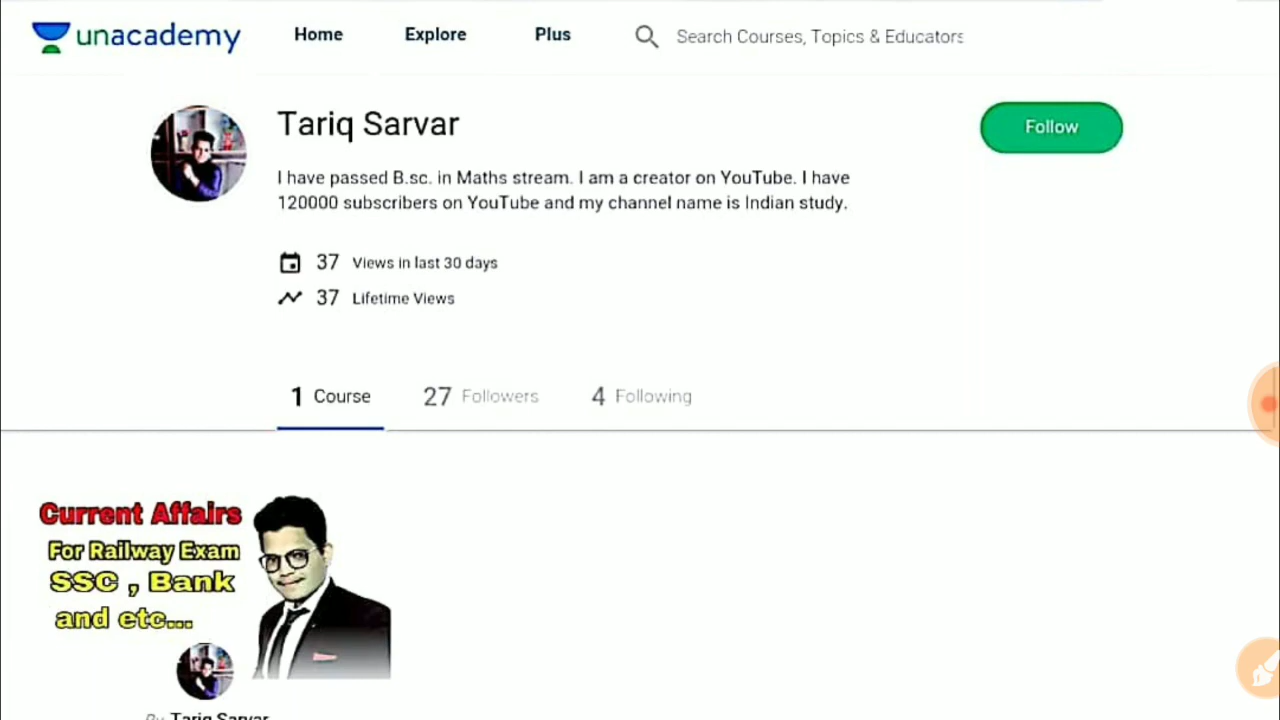 unacademy Home Explore Plus Search Courses, Topics & Educators
Tariq Sarvar
Follow
I have passed B.sc. in Maths stream. I am a creator on YouTube. I have
120000 subscribers on YouTube and my channel name is Indian study.
37 Views in last 30 days
37 Lifetime Views
1 Course 27 Followers 4 Following
Current Affairs
For Railway Exam
SSC , Bank
and etc...
By Tariq Sarvar